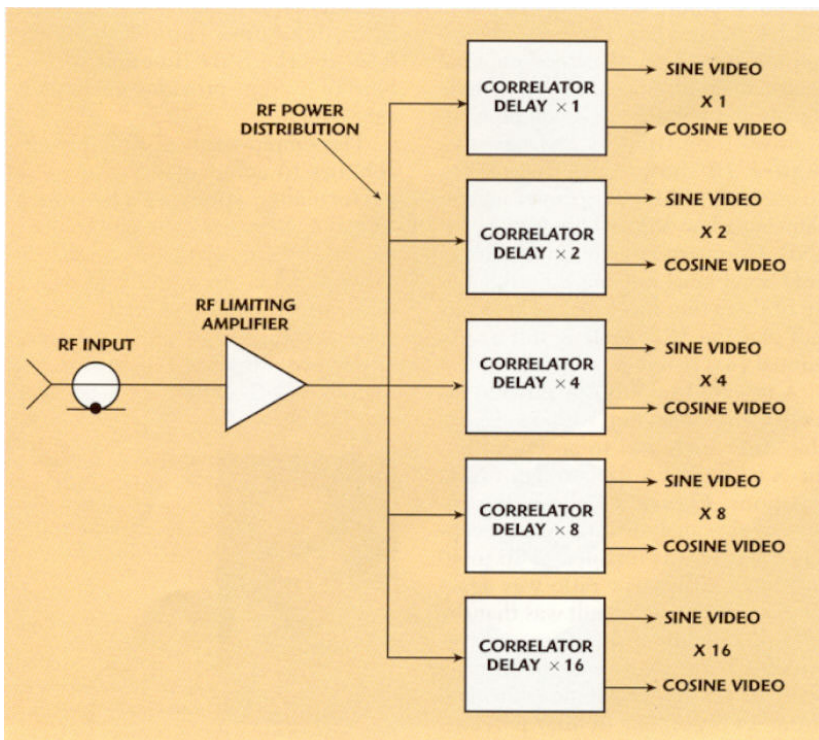 RF INPUT
RF LIMITING
AMPLIFIER
RF POWER
DISTRIBUTION
CORRELATOR
DELAY × 1
SINE VIDEO
X 1
COSINE VIDEO
CORRELATOR
DELAY × 2
SINE VIDEO
X 2
COSINE VIDEO
CORRELATOR
DELAY × 4
SINE VIDEO
X 4
COSINE VIDEO
CORRELATOR
DELAY × 8
SINE VIDEO
X 8
COSINE VIDEO
CORRELATOR
DELAY × 16
SINE VIDEO
X 16
COSINE VIDEO